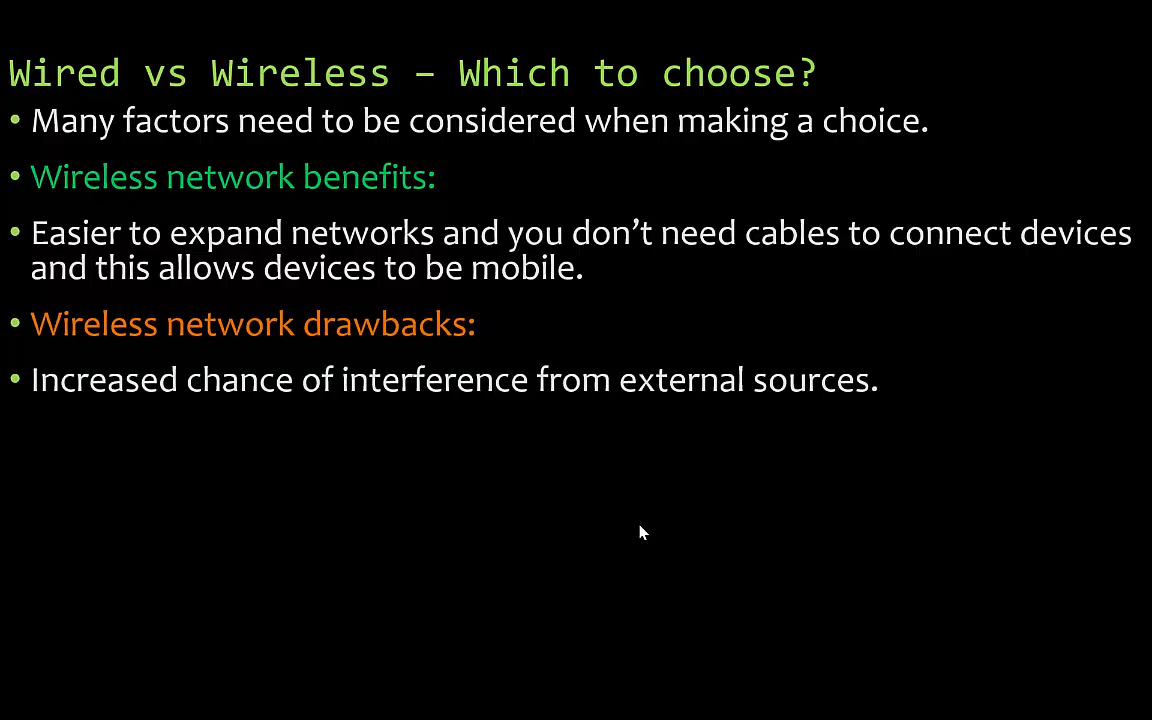 Wired vs Wireless – Which to choose?
• Many factors need to be considered when making a choice.
• Wireless network benefits:
• Easier to expand networks and you don’t need cables to connect devices
and this allows devices to be mobile.
• Wireless network drawbacks:
• Increased chance of interference from external sources.